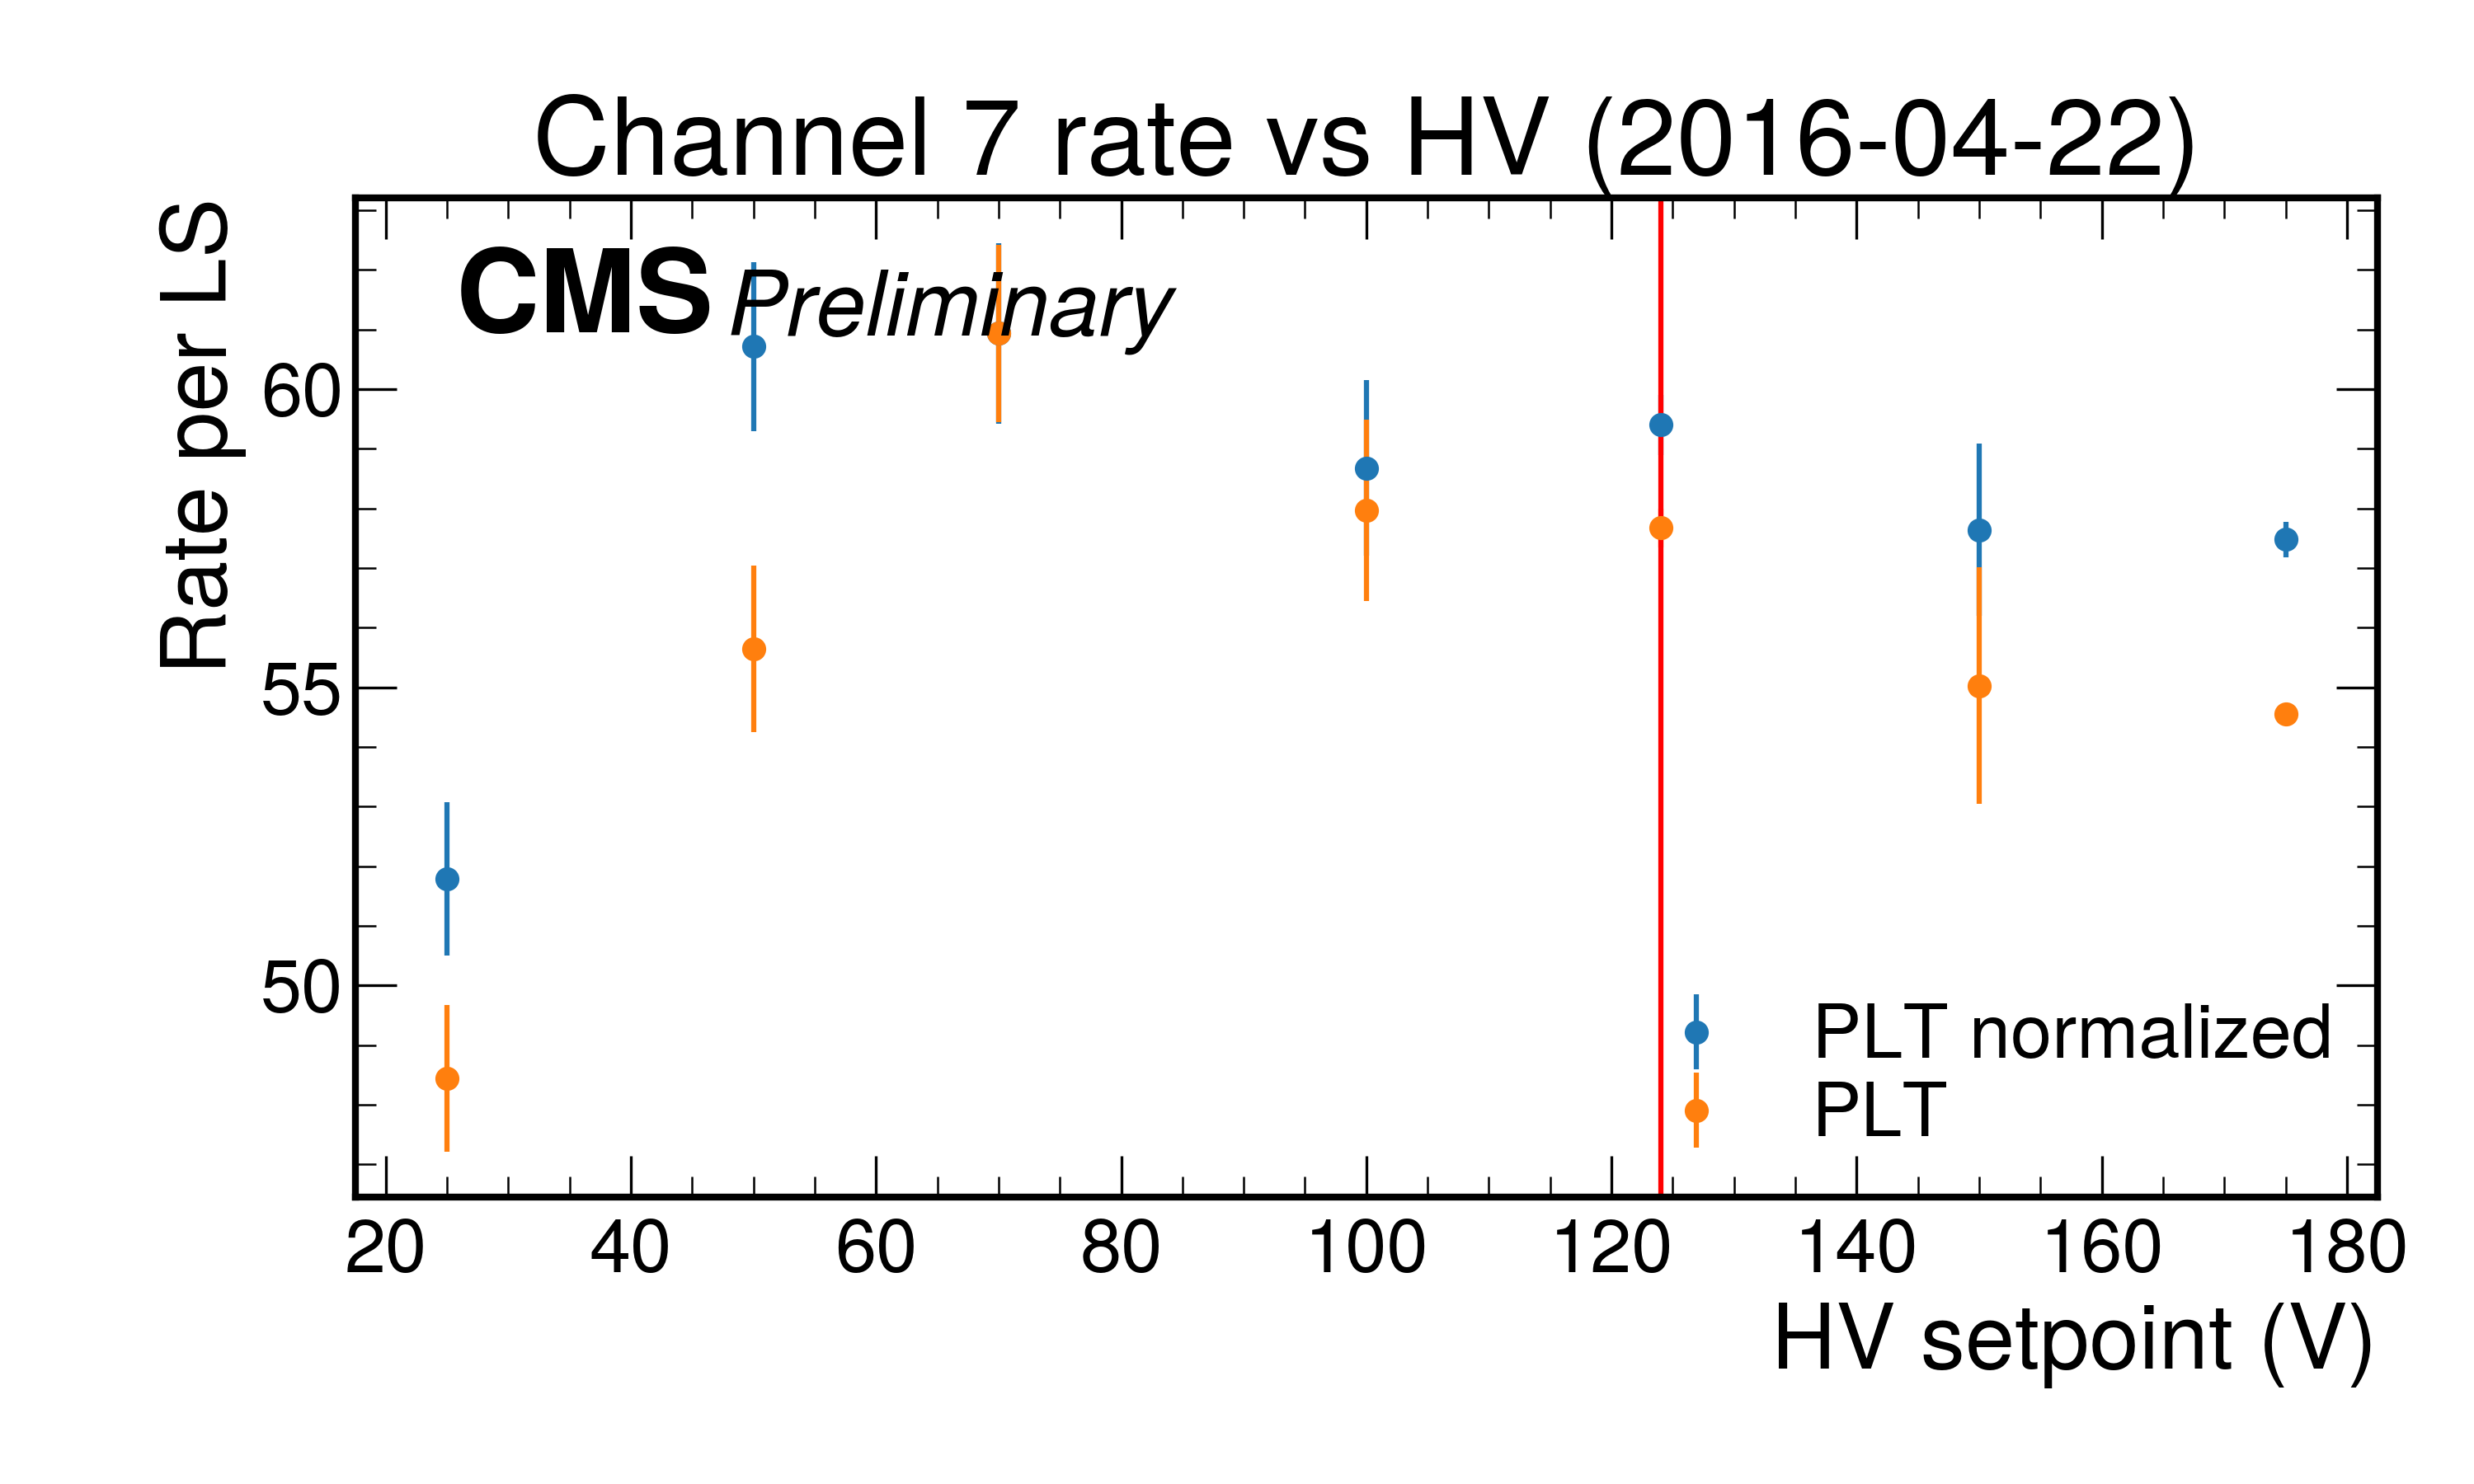 Channel 7 rate vs HV (2016-04-22)
Rate per LS
CMS Preliminary
60
55
50
PLT normalized
PLT
20 40 60 80 100 120 140 160 180
HV setpoint (V)